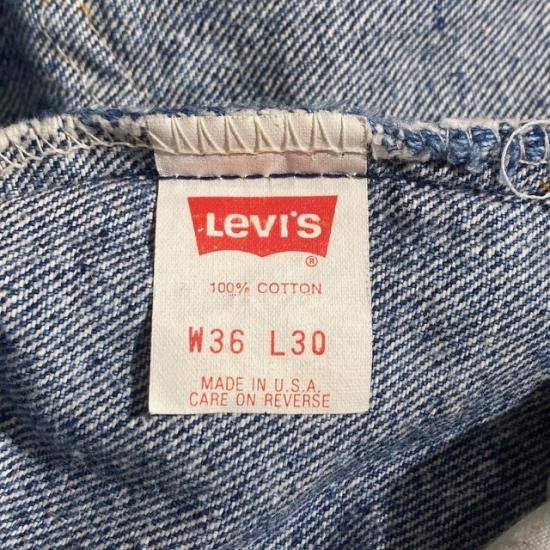 LEVI'S
®
100% COTTON
W36 L30
MADE IN U.S.A.
CARE ON REVERSE